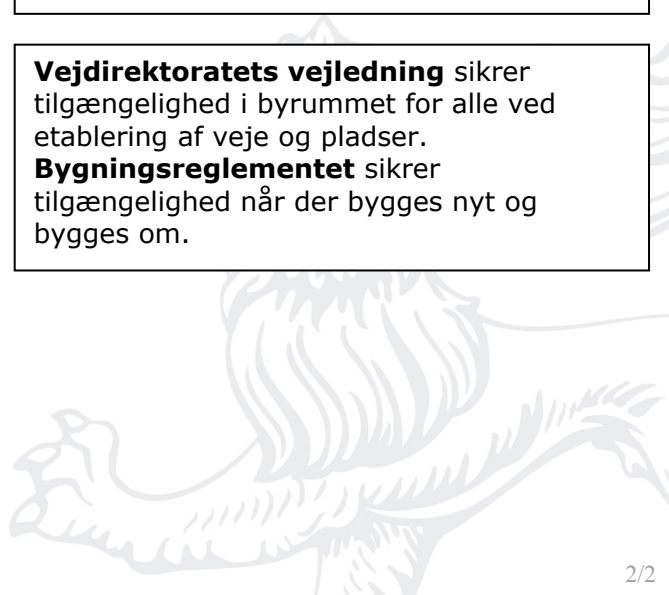 Vejdirektoratets vejledning sikrer
tilgængelighed i byrummet for alle ved
etablering af veje og pladser.
Bygningsreglementet sikrer
tilgængelighed når der bygges nyt og
bygges om.
2/2